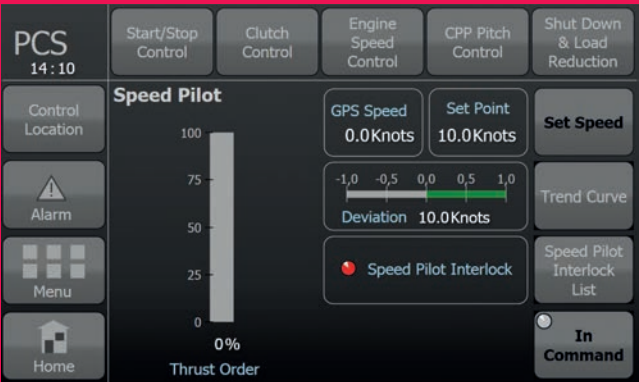 PCS
14:10
Start/Stop
Control
Clutch
Control
Engine
Speed
Control
CPP Pitch
Control
Shut Down
& Load
Reduction
Control
Location
Alarm
Menu
Home
Speed Pilot
100
75
50
25
0
0%
Thrust Order
GPS Speed
0.0Knots
Set Point
10.0Knots
-1,0 -0,5 0,0 0,5 1,0
Deviation 10.0Knots
Speed Pilot Interlock
Set Speed
Trend Curve
Speed Pilot
Interlock
List
In
Command